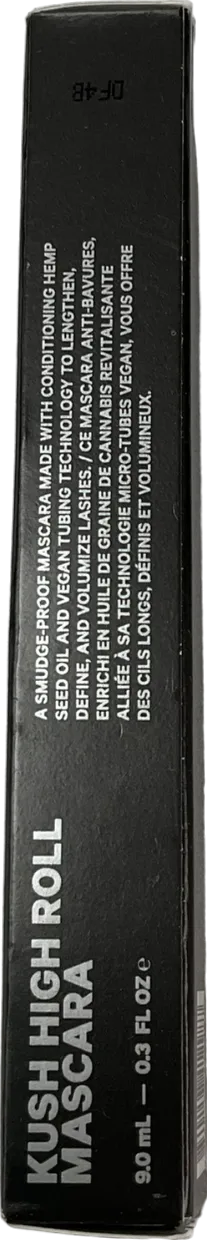 KUSH HIGH ROLL
MASCARA
9.0 mL — 0.3 FL OZ ℮
A SMUDGE-PROOF MASCARA MADE WITH CONDITIONING HEMP
SEED OIL AND VEGAN TUBING TECHNOLOGY TO LENGTHEN,
DEFINE, AND VOLUMIZE LASHES. / CE MASCARA ANTI-BAVURES,
ENRICHI EN HUILE DE GRAINE DE CANNABIS REVITALISANTE
ALLIÉE À SA TECHNOLOGIE MICRO-TUBES VEGAN, VOUS OFFRE
DES CILS LONGS, DÉFINIS ET VOLUMINEUX.
DF4B